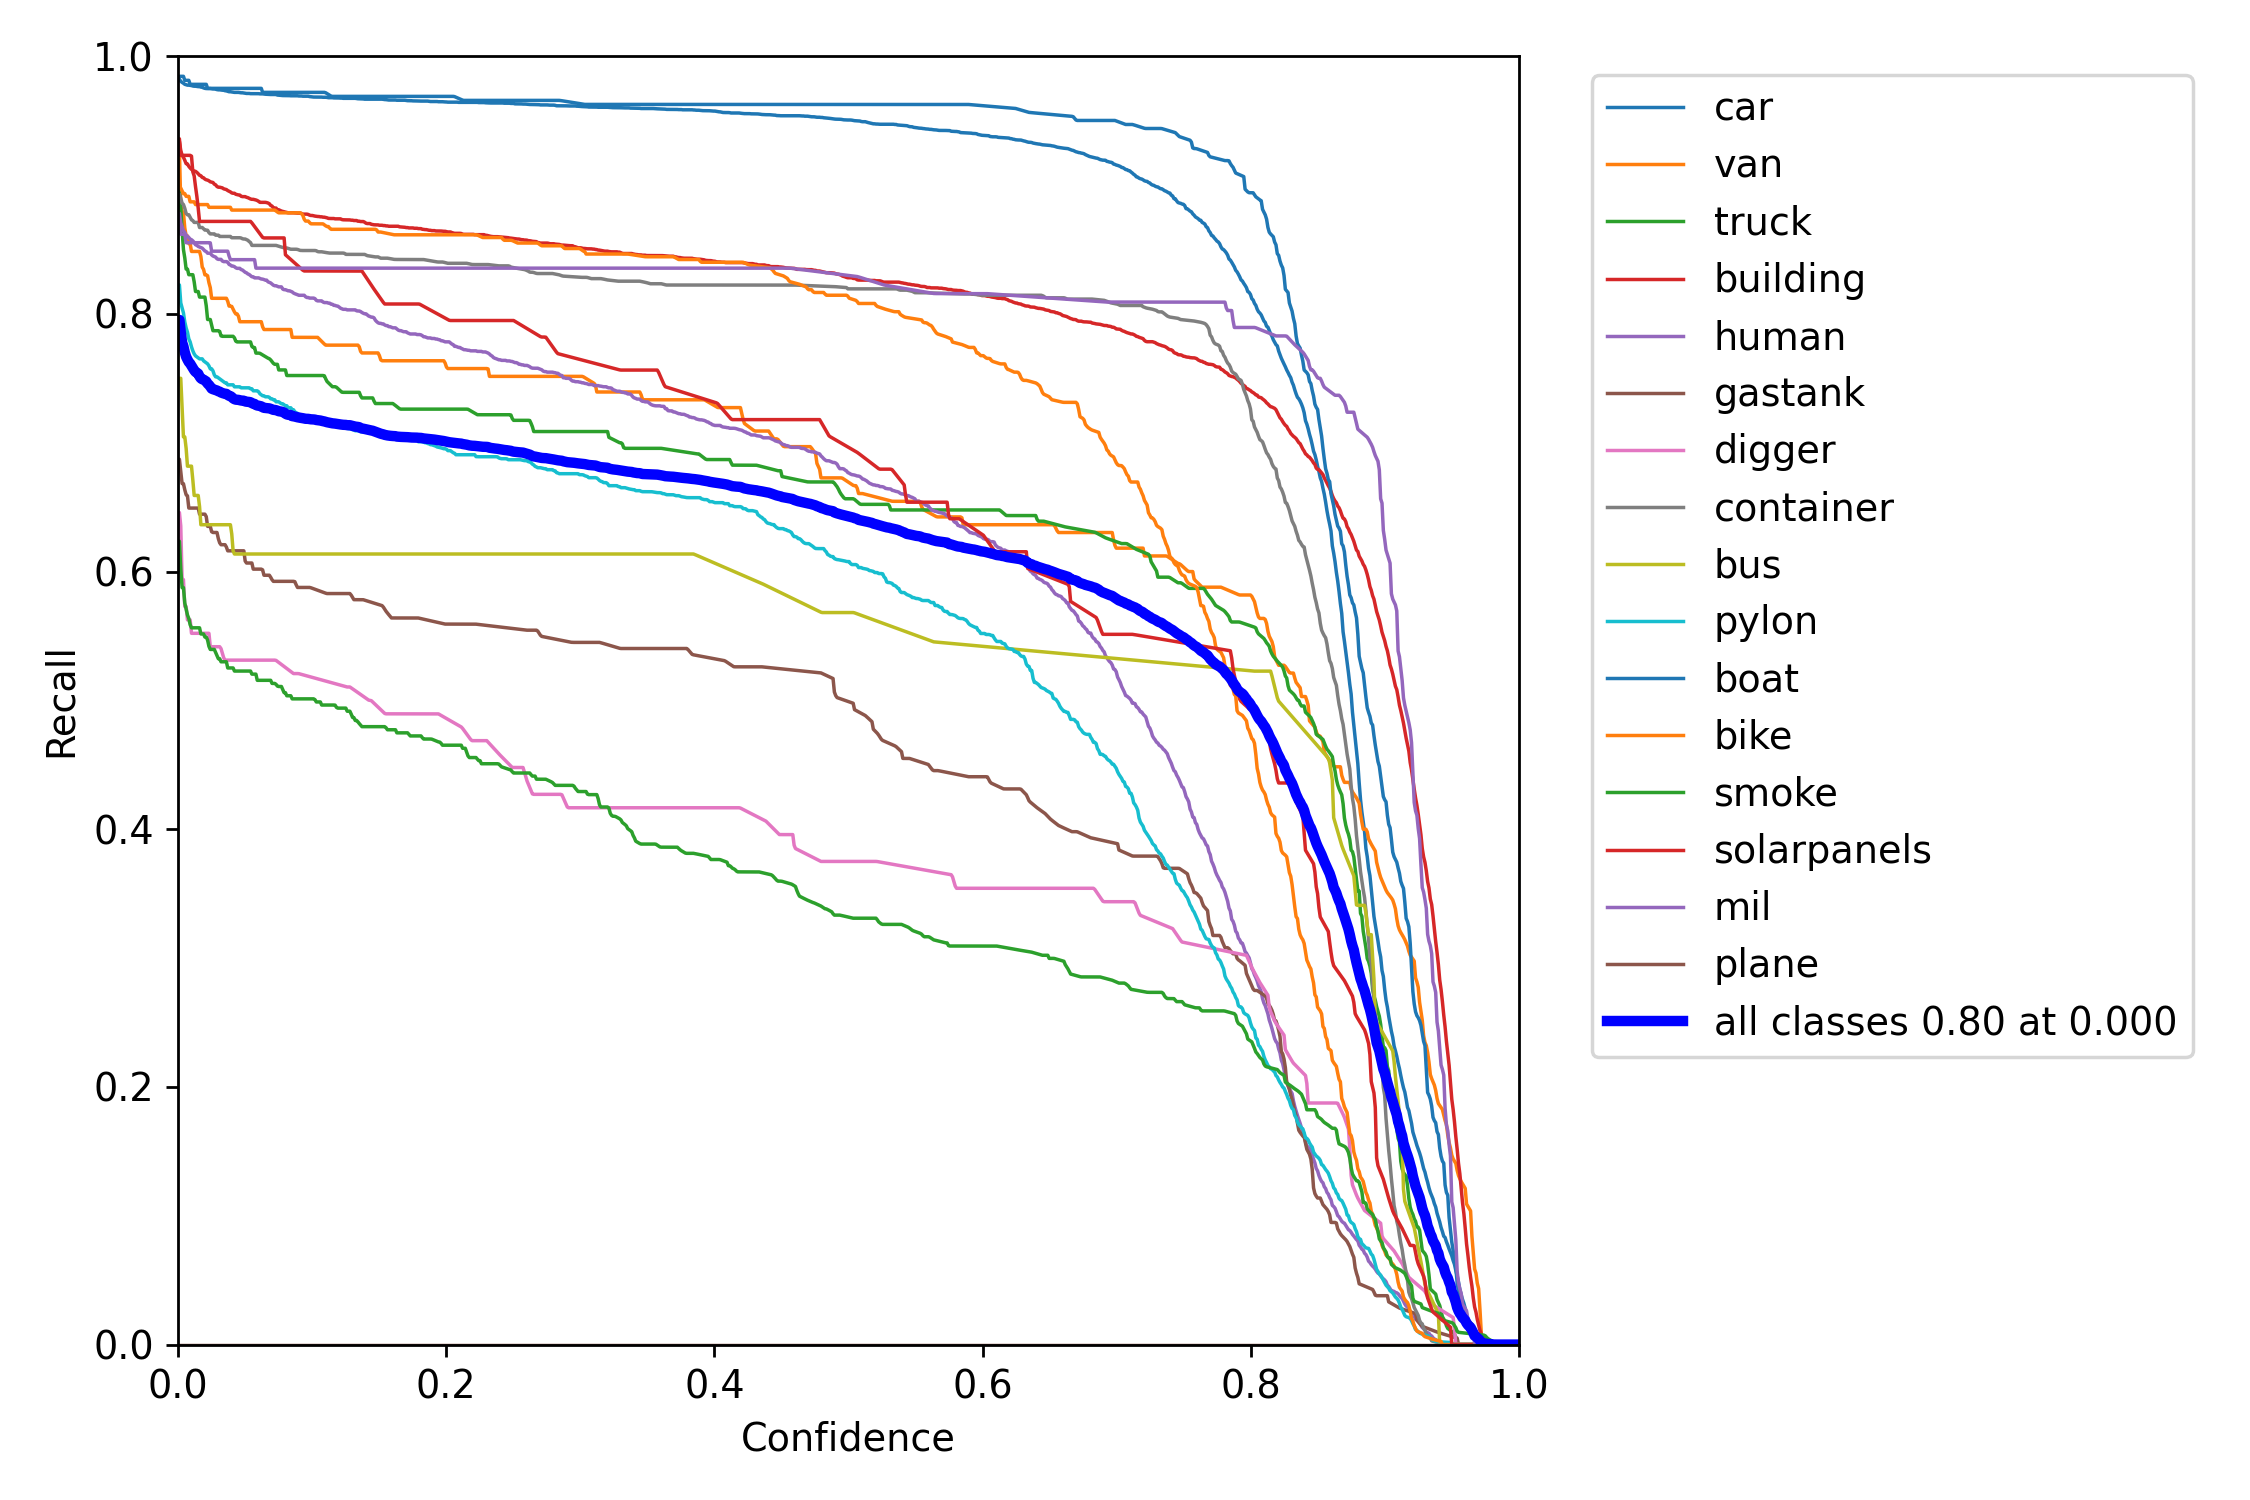 1.0
0.8
0.6
0.4
0.2
0.0
Recall
0.0 0.2 0.4 0.6 0.8 1.0
Confidence
car
van
truck
building
human
gastank
digger
container
bus
pylon
boat
bike
smoke
solarpanels
mil
plane
all classes 0.80 at 0.000